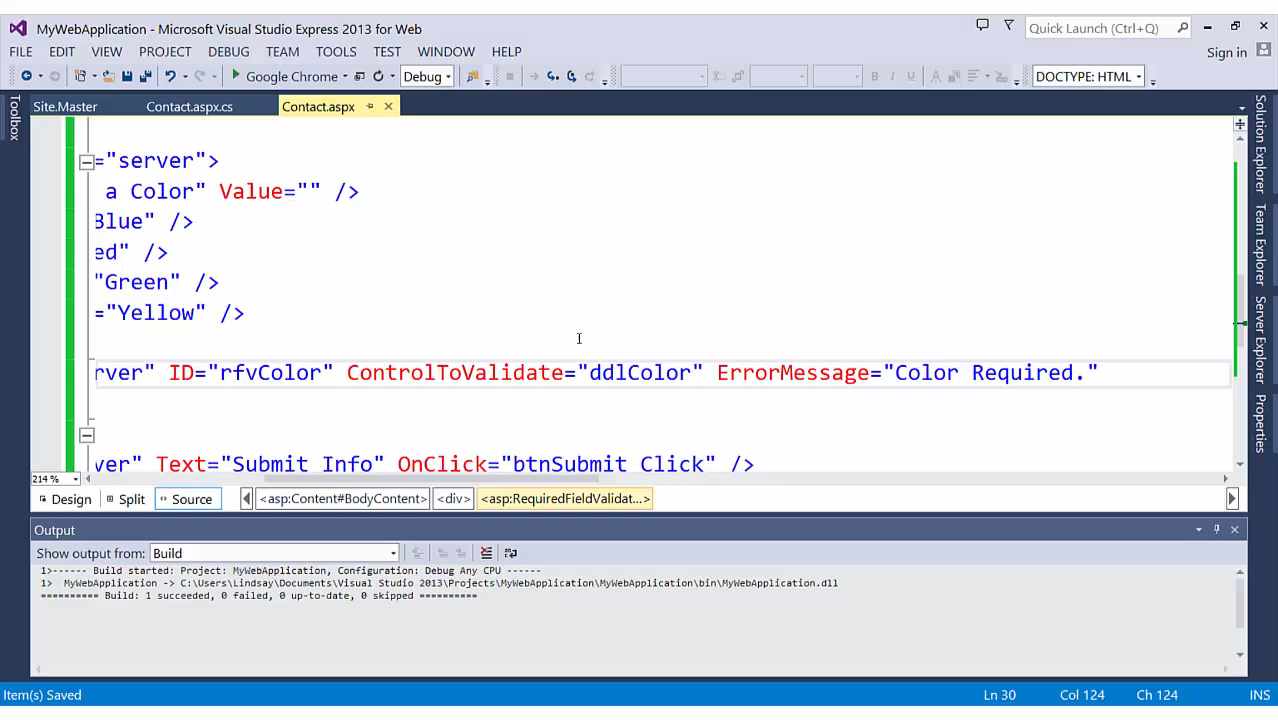 MyWebApplication - Microsoft Visual Studio Express 2013 for Web
Quick Launch (Ctrl+Q)
FILE EDIT VIEW PROJECT DEBUG TEAM TOOLS TEST WINDOW HELP
Sign in
Google Chrome
Debug
DOCTYPE: HTML
Toolbox
Site.Master
Contact.aspx.cs
Contact.aspx
="server">
a Color" Value="" />
Blue" />
ed" />
"Green" />
="Yellow" />
rver" ID="rfvColor" ControlToValidate="ddlColor" ErrorMessage="Color Required."
ver" Text="Submit Info" OnClick="btnSubmit_Click" />
Solution Explorer
Team Explorer
Server Explorer
Properties
214 %
Design
Split
Source
<asp:Content#BodyContent>
<div>
<asp:RequiredFieldValidat...>
Output
Show output from: Build
1>------ Build started: Project: MyWebApplication, Configuration: Debug Any CPU ------
1>  MyWebApplication -> C:\Users\Lindsay\Documents\Visual Studio 2013\Projects\MyWebApplication\MyWebApplication\bin\MyWebApplication.dll
========== Build: 1 succeeded, 0 failed, 0 up-to-date, 0 skipped ==========
Item(s) Saved
Ln 30
Col 124
Ch 124
INS